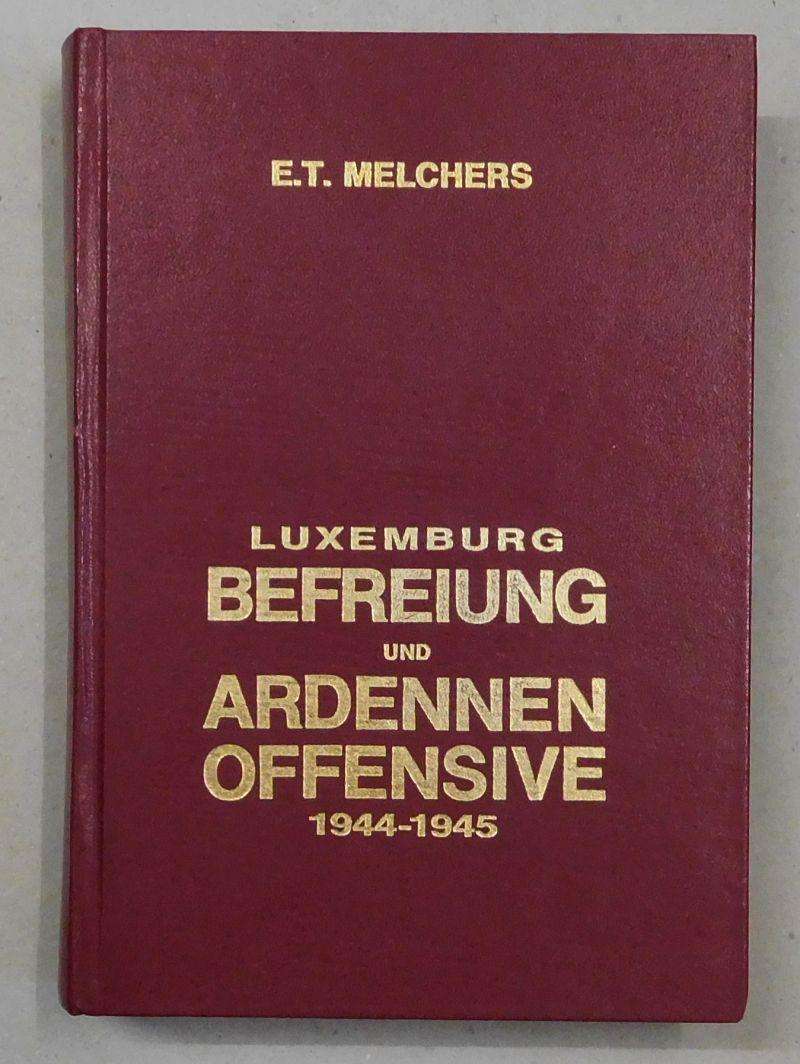 E.T. MELCHERS
LUXEMBURG
BEFREIUNG
UND
ARDENNEN
OFFENSIVE
1944-1945